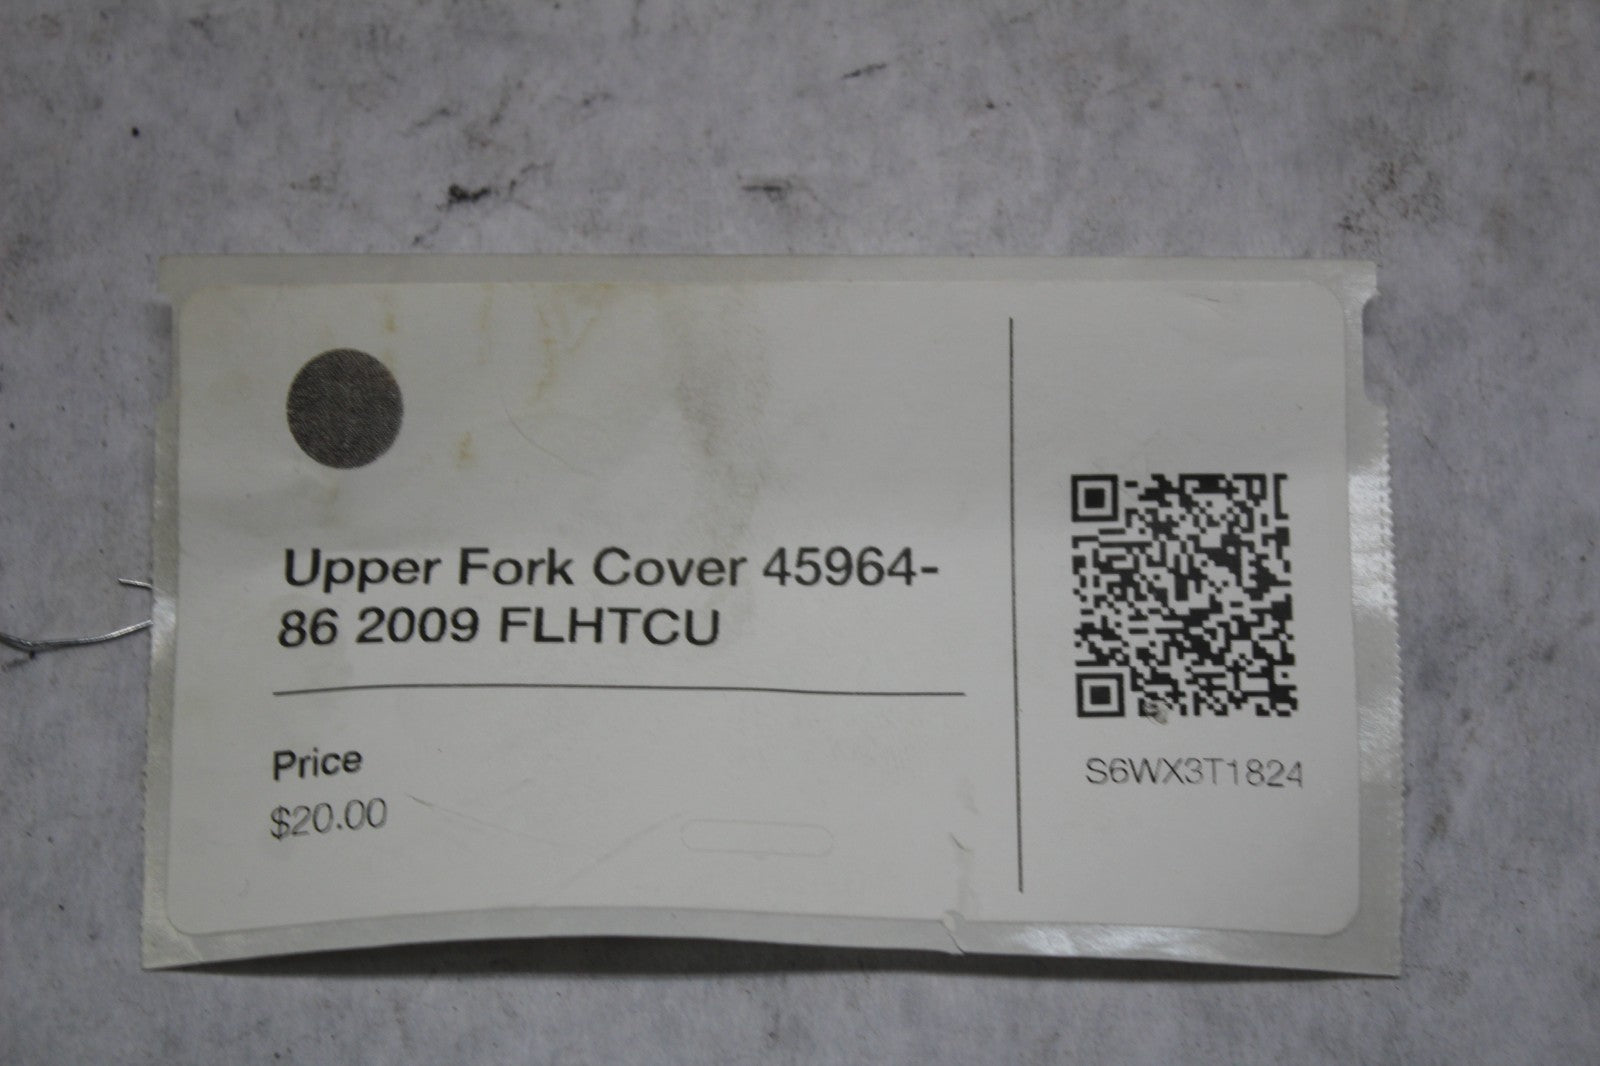 Upper Fork Cover 45964-
86 2009 FLHTCU
Price
$20.00
S6WX3T1824